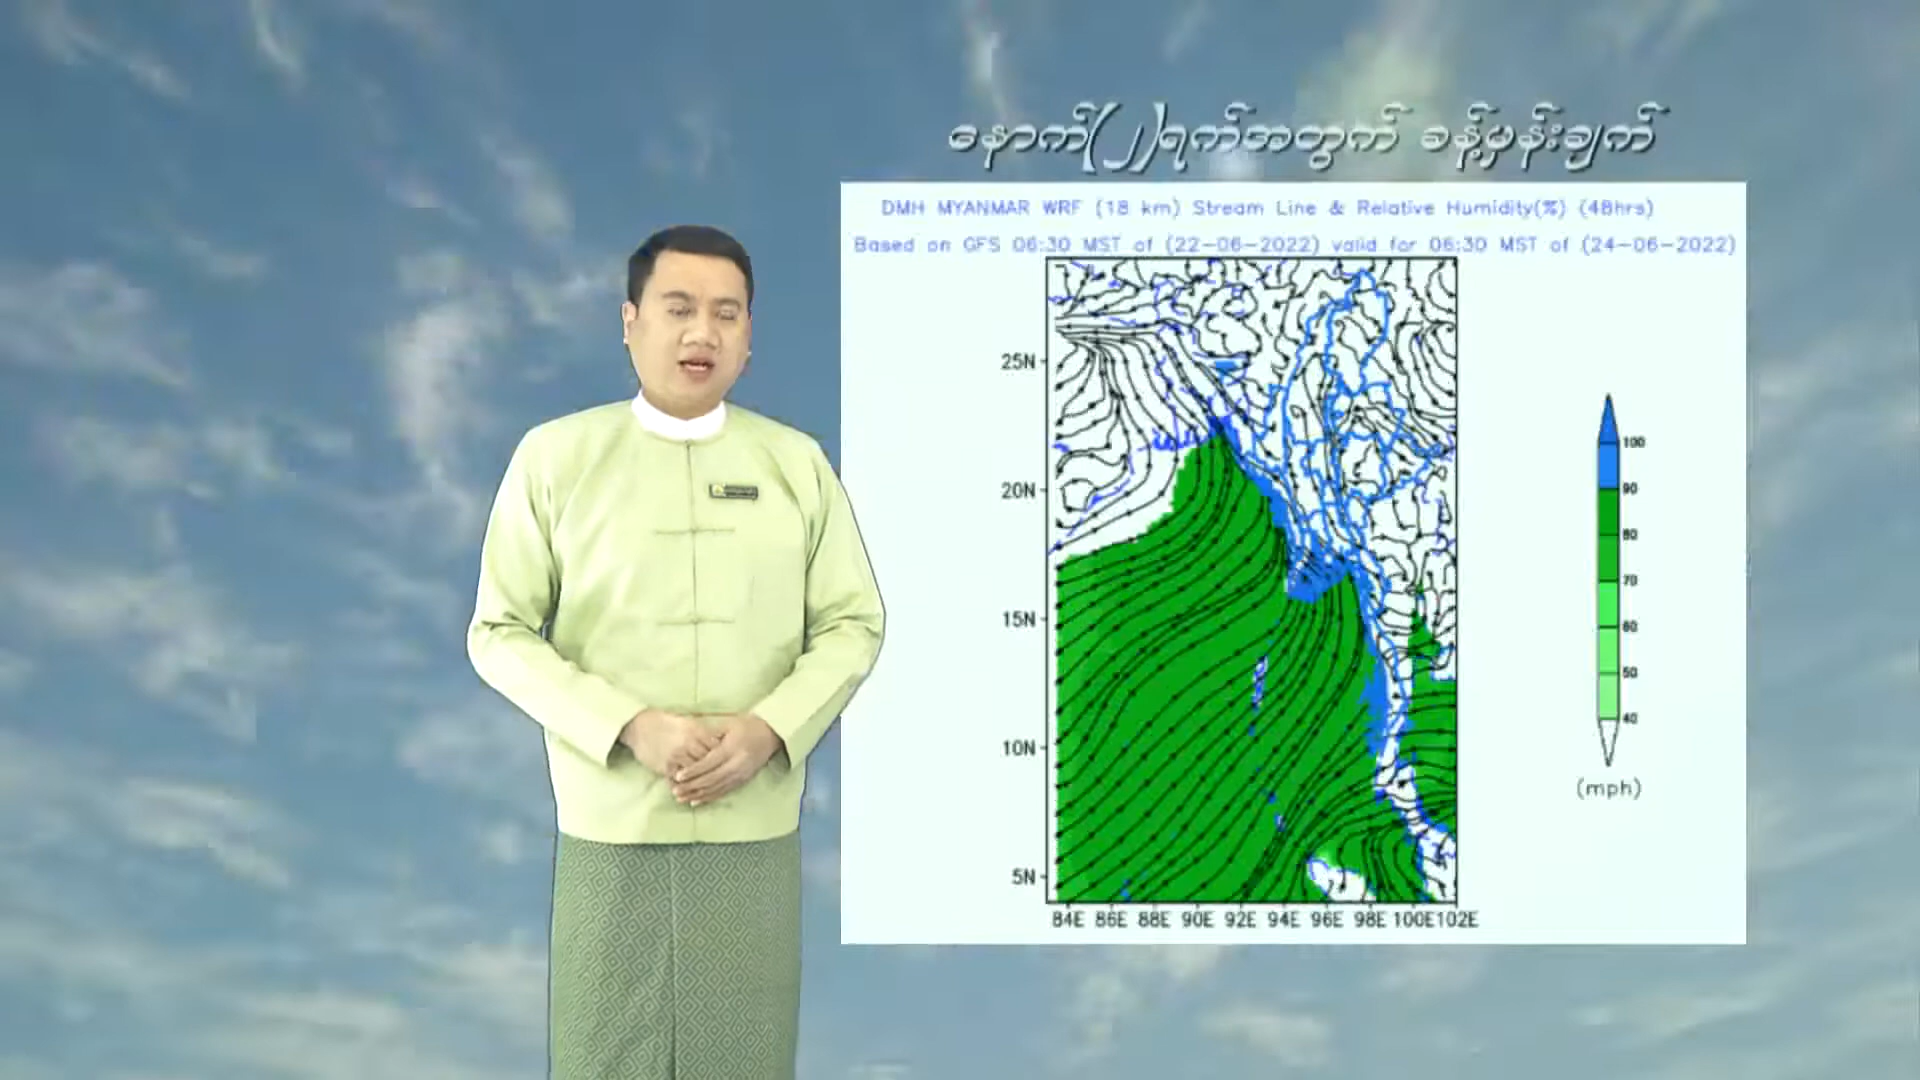 နောက်(၂)ရက်အတွက် ခန့်မှန်းချက်
DMH MYANMAR WRF (18 km) Stream Line & Relative Humidity(%) (48hrs)
Based on GFS 06:30 MST of (22-06-2022) valid for 06:30 MST of (24-06-2022)
25N
20N
15N
10N
5N
84E 86E 88E 90E 92E 94E 96E 98E 100E 102E
100
90
80
70
60
50
40
(mph)